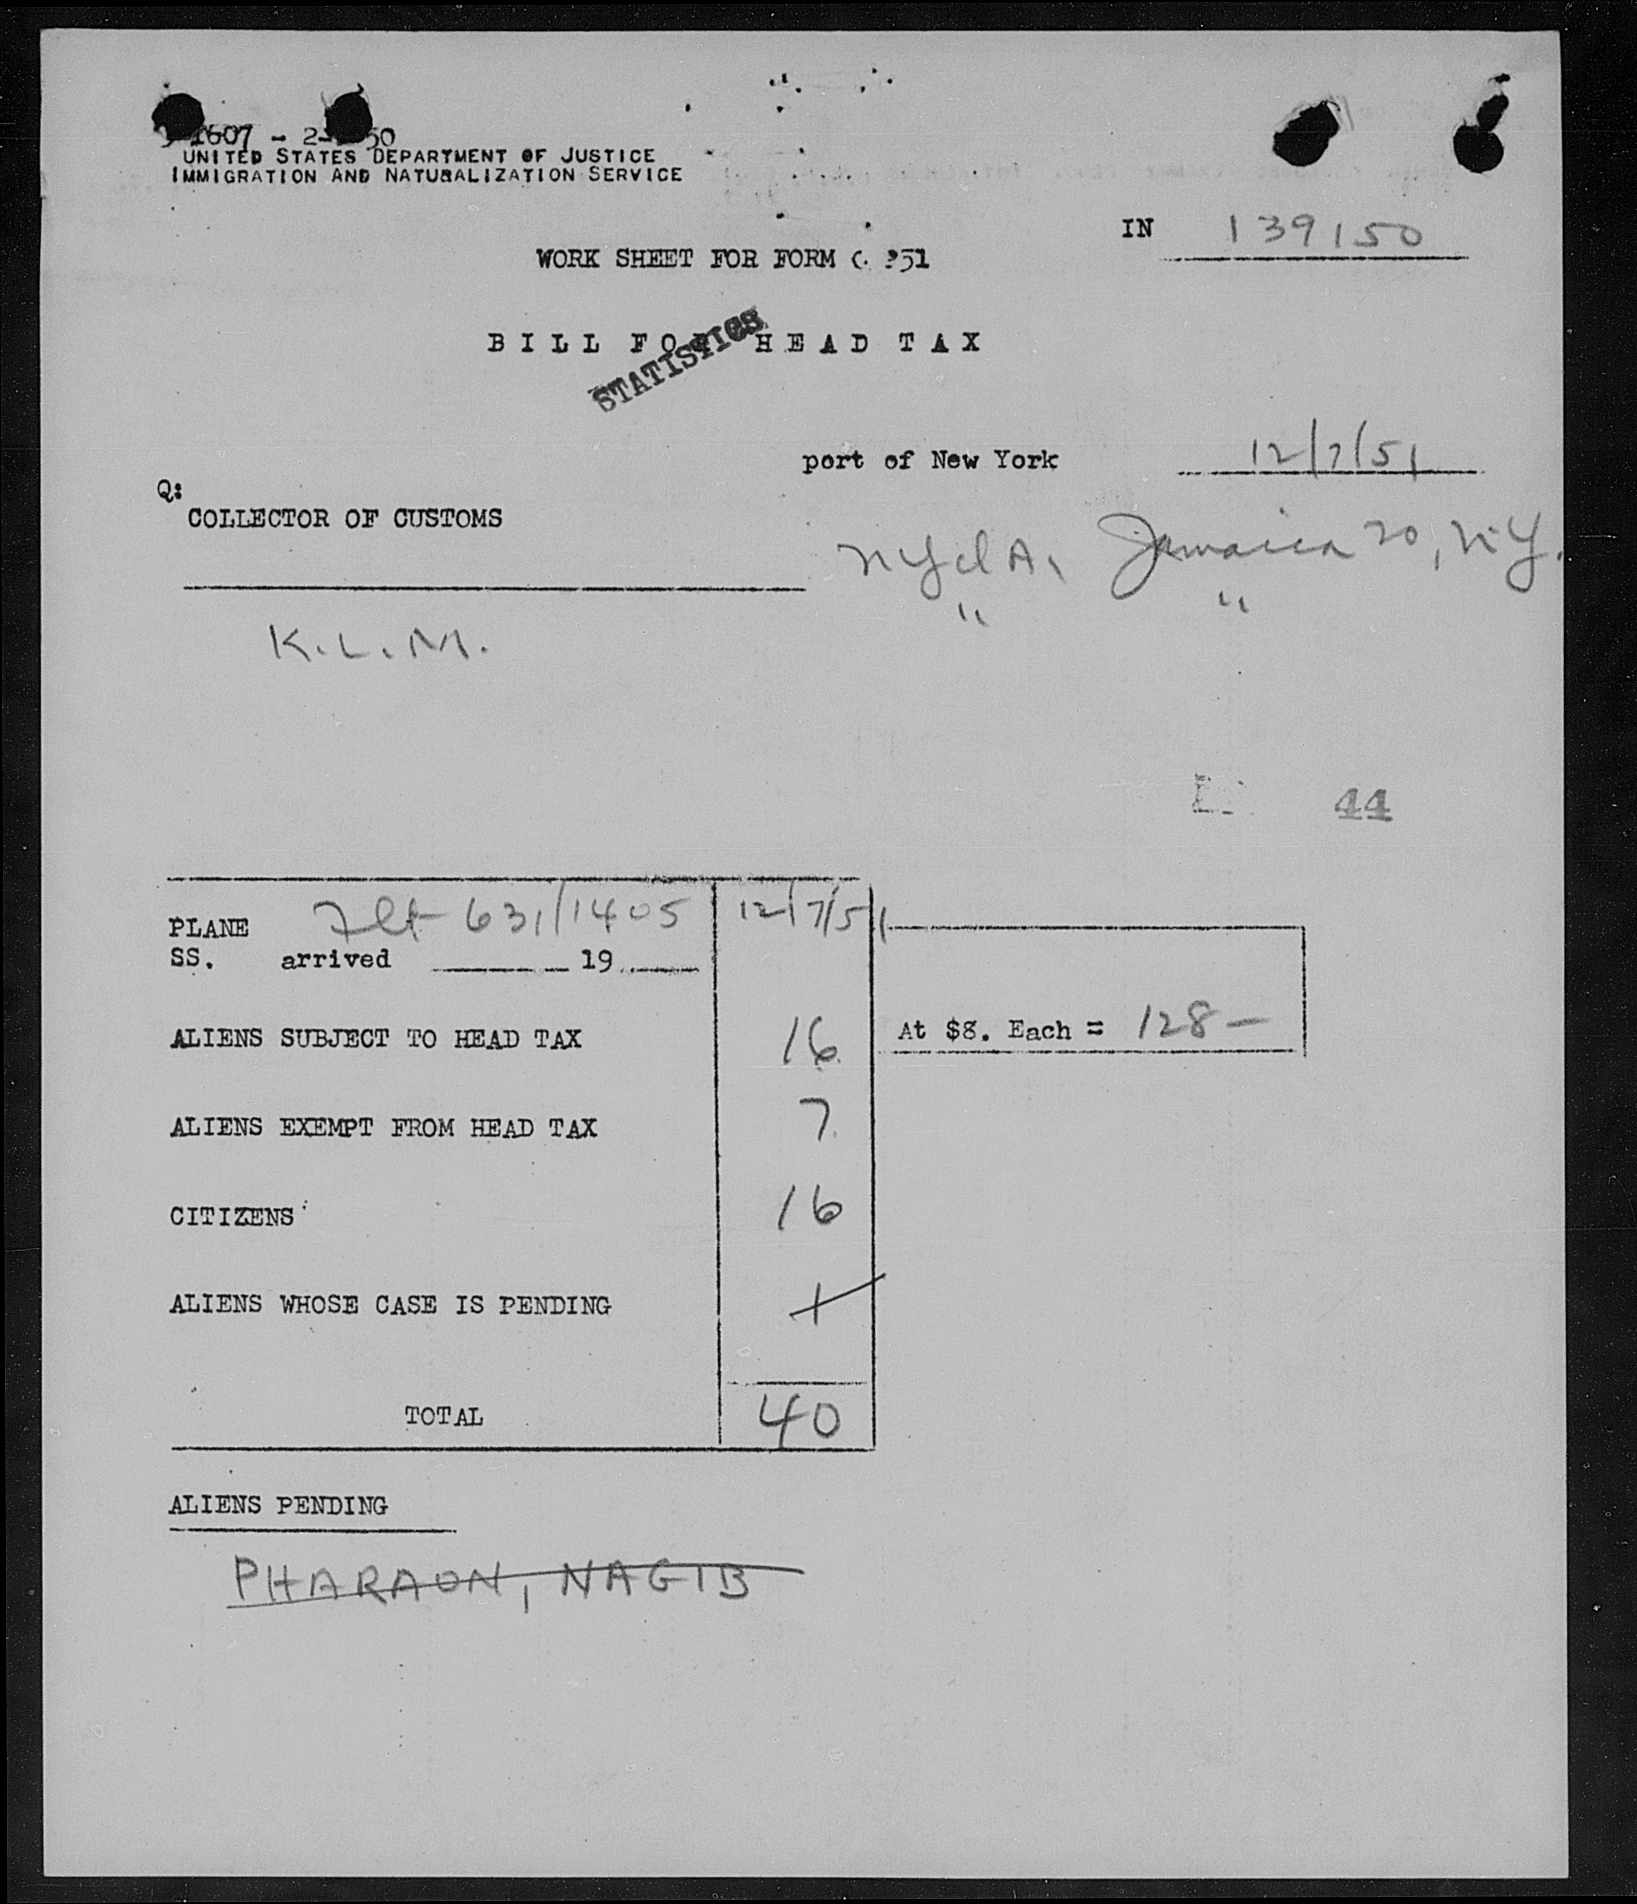 1607 - 2- 50
UNITED STATES DEPARTMENT OF JUSTICE
IMMIGRATION AND NATURALIZATION SERVICE
IN 139150
WORK SHEET FOR FORM 51
BILL FOR HEAD TAX
STATISTICS
port of New York 12/7/51
Q:
COLLECTOR OF CUSTOMS
Jamaica 20, N.Y.
" "
K.L.M.
44
PLANE Flt 631/1405 12/7/51
SS. arrived 19
ALIENS SUBJECT TO HEAD TAX 16 At $8. Each = 128-
ALIENS EXEMPT FROM HEAD TAX 7
CITIZENS 16
ALIENS WHOSE CASE IS PENDING 1
TOTAL 40
ALIENS PENDING
PHARAON, NAGIB